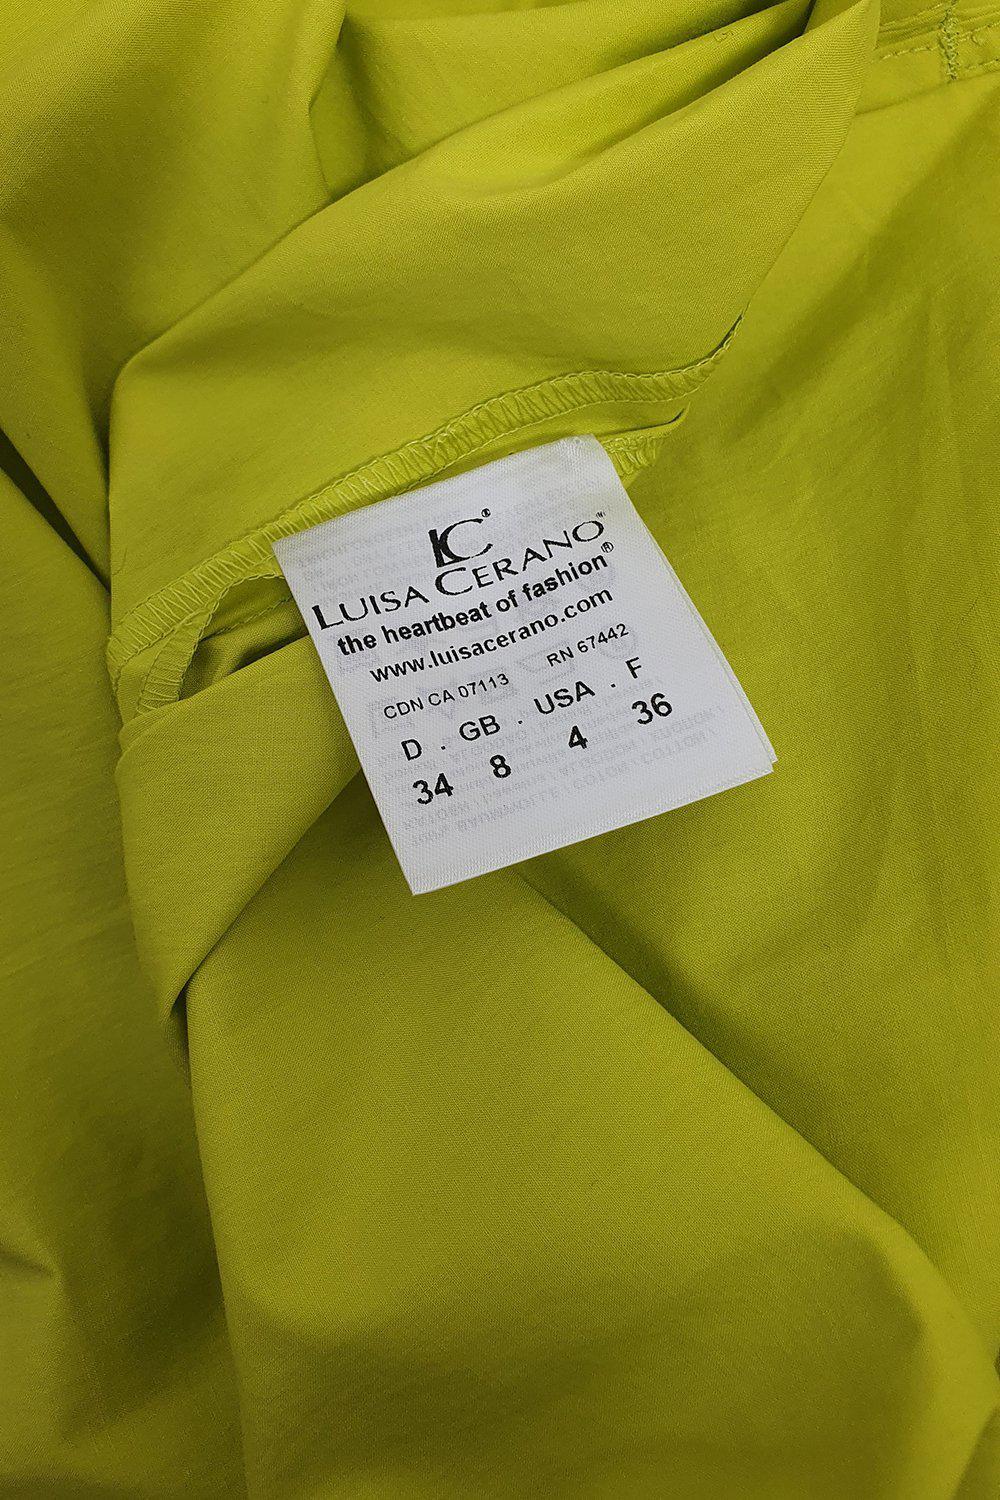 LC®
LUISA CERANO™
the heartbeat of fashion®
www.luisacerano.com
CDN CA 07113 RN 67442
D . GB . USA . F
34 8 4 36